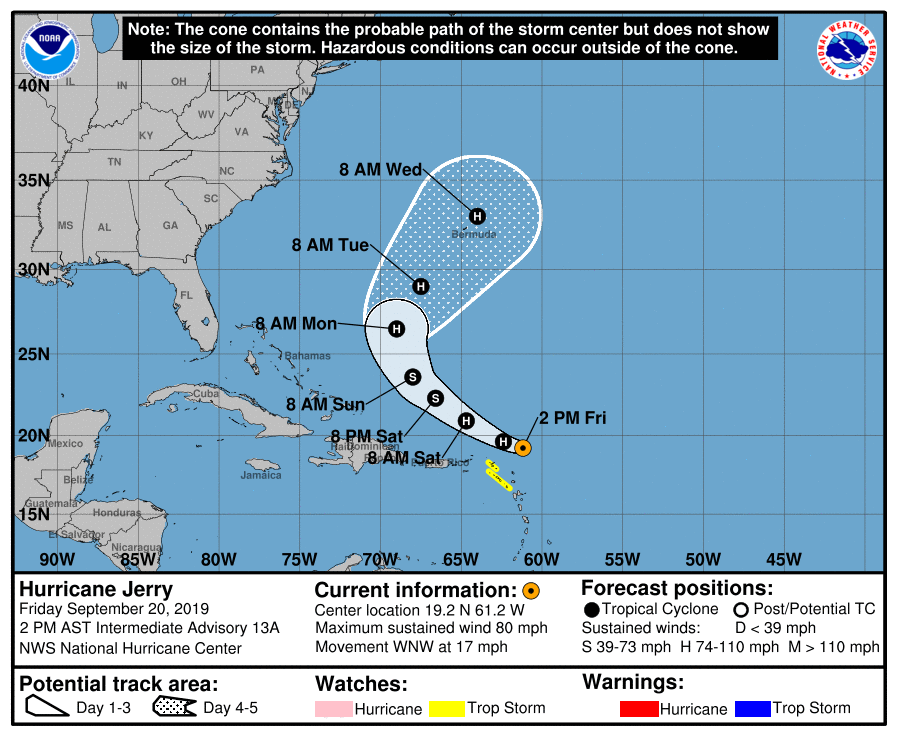 Note: The cone contains the probable path of the storm center but does not show
the size of the storm. Hazardous conditions can occur outside of the cone.
NOAA
NATIONAL WEATHER SERVICE
40N
35N
30N
25N
20N
15N
90W
85W
80W
75W
70W
65W
60W
55W
50W
45W
IL
IN
OH
PA
WV
KY
VA
TN
NC
SC
MS
AL
GA
FL
DE
Bahamas
Cuba
Mexico
Belize
Guatemala
Honduras
El Salvador
Nicaragua
Jamaica
Puerto Rico
Bermuda
8 AM Wed
H
8 AM Tue
H
8 AM Mon
H
8 AM Sun
S
8 PM Sat
S
8 AM Sat
H
H
2 PM Fri
Hurricane Jerry
Friday September 20, 2019
2 PM AST Intermediate Advisory 13A
NWS National Hurricane Center
Current information:
Center location 19.2 N 61.2 W
Maximum sustained wind 80 mph
Movement WNW at 17 mph
Forecast positions:
Tropical Cyclone Post/Potential TC
Sustained winds: D < 39 mph
S 39-73 mph H 74-110 mph M > 110 mph
Potential track area:
Day 1-3 Day 4-5
Watches:
Hurricane Trop Storm
Warnings:
Hurricane Trop Storm